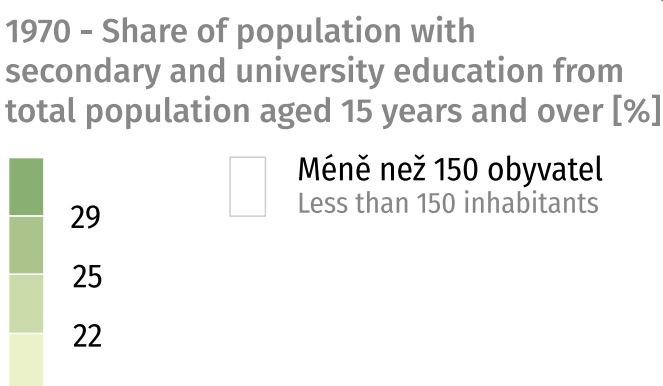 1970 - Share of population with
secondary and university education from
total population aged 15 years and over [%]
Méně než 150 obyvatel
Less than 150 inhabitants
29
25
22